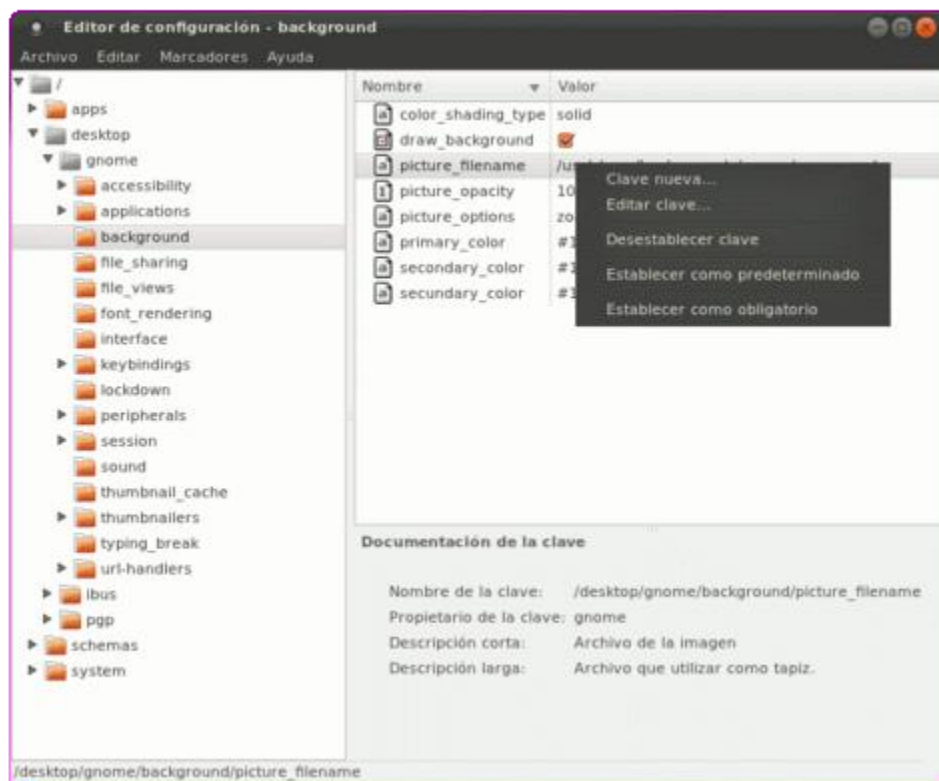 Editor de configuración - background
Archivo Editar Marcadores Ayuda
/
apps
desktop
gnome
accessibility
applications
background
file_sharing
file_views
font_rendering
interface
keybindings
lockdown
peripherals
session
sound
thumbnail_cache
thumbnailers
typing_break
url-handlers
ibus
pgp
schemas
system
Nombre Valor
color_shading_type solid
draw_background
picture_filename
picture_opacity 10
picture_options
primary_color #1
secondary_color #1
secundary_color #1
Clave nueva...
Editar clave...
Desestablecer clave
Establecer como predeterminado
Establecer como obligatorio
Documentación de la clave
Nombre de la clave: /desktop/gnome/background/picture_filename
Propietario de la clave: gnome
Descripción corta: Archivo de la imagen
Descripción larga: Archivo que utilizar como tapiz.
/desktop/gnome/background/picture_filename